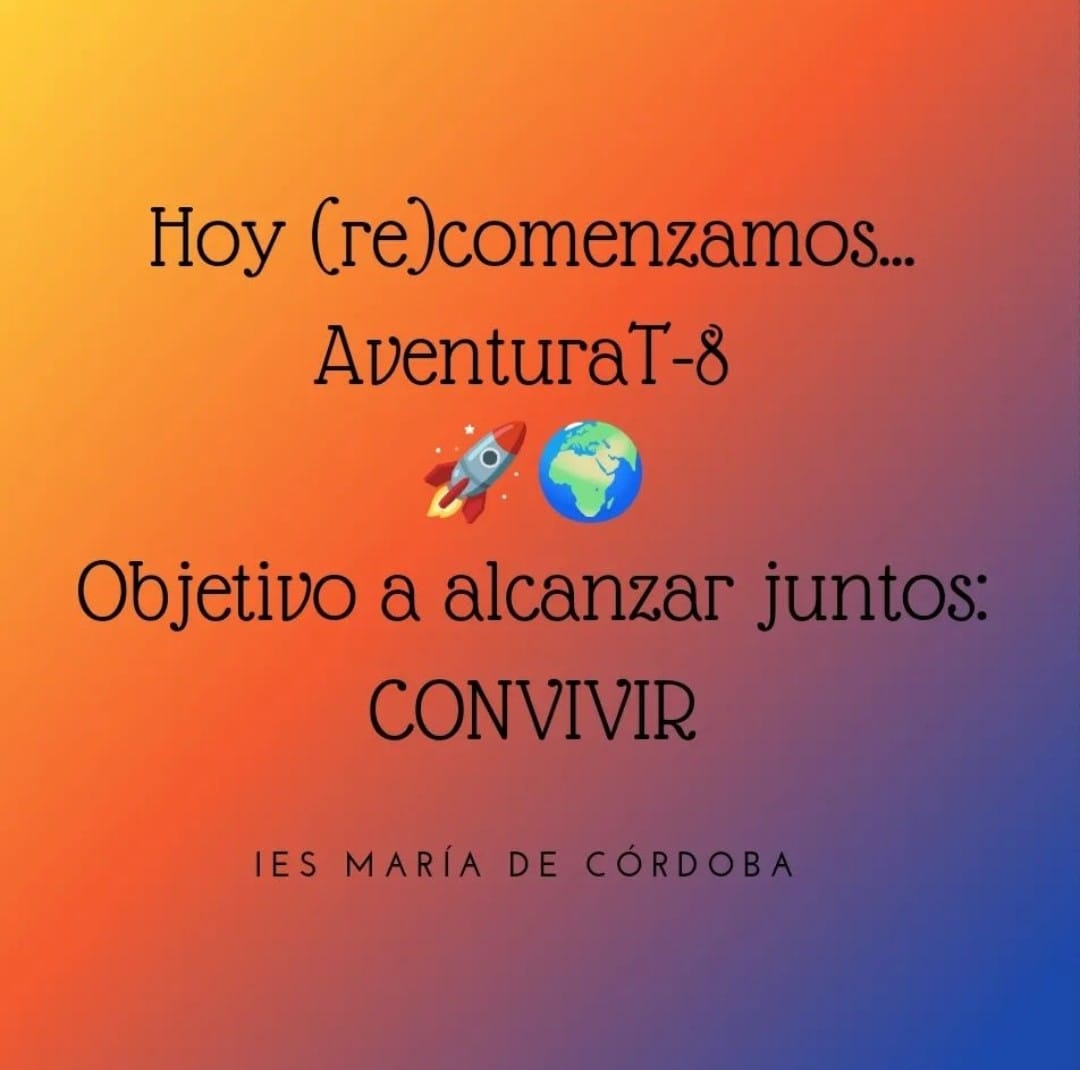 Hoy (re)comenzamos...
AventuraT-8
🚀🌍
Objetivo a alcanzar juntos:
CONVIVIR
IES MARÍA DE CÓRDOBA